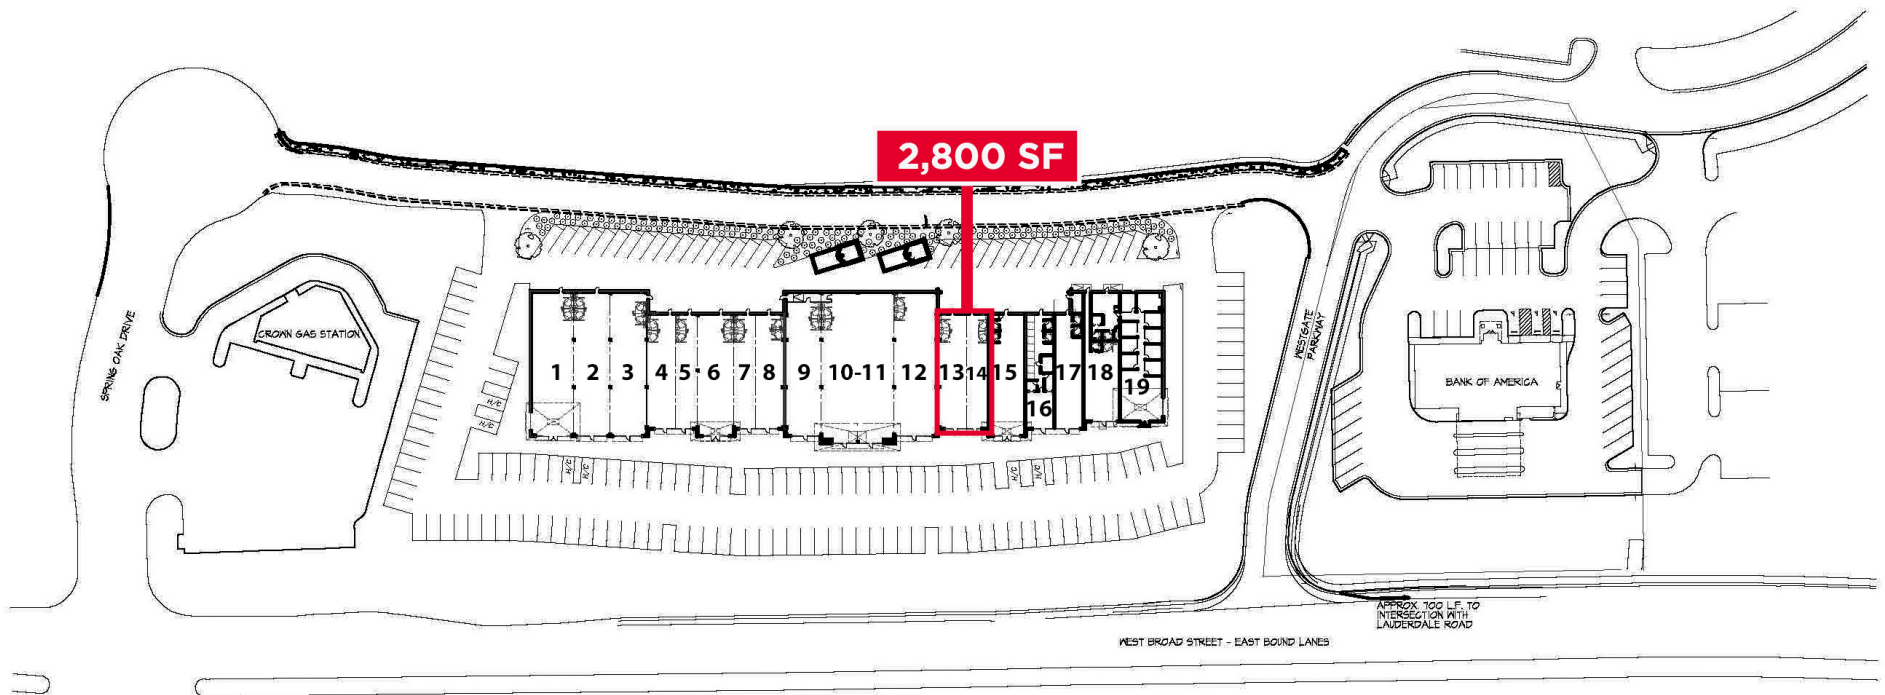 2,800 SF
SPRING OAK DRIVE
CROWN GAS STATION
1 2 3 4 5 6 7 8 9 10-11 12 13 14 15 16 17 18 19
H/C
H/C
H/C
H/C
H/C
H/C
WESTGATE
PARKWAY
BANK OF AMERICA
APPROX. 700 L.F. TO
INTERSECTION WITH
LAUDERDALE ROAD
WEST BROAD STREET - EAST BOUND LANES